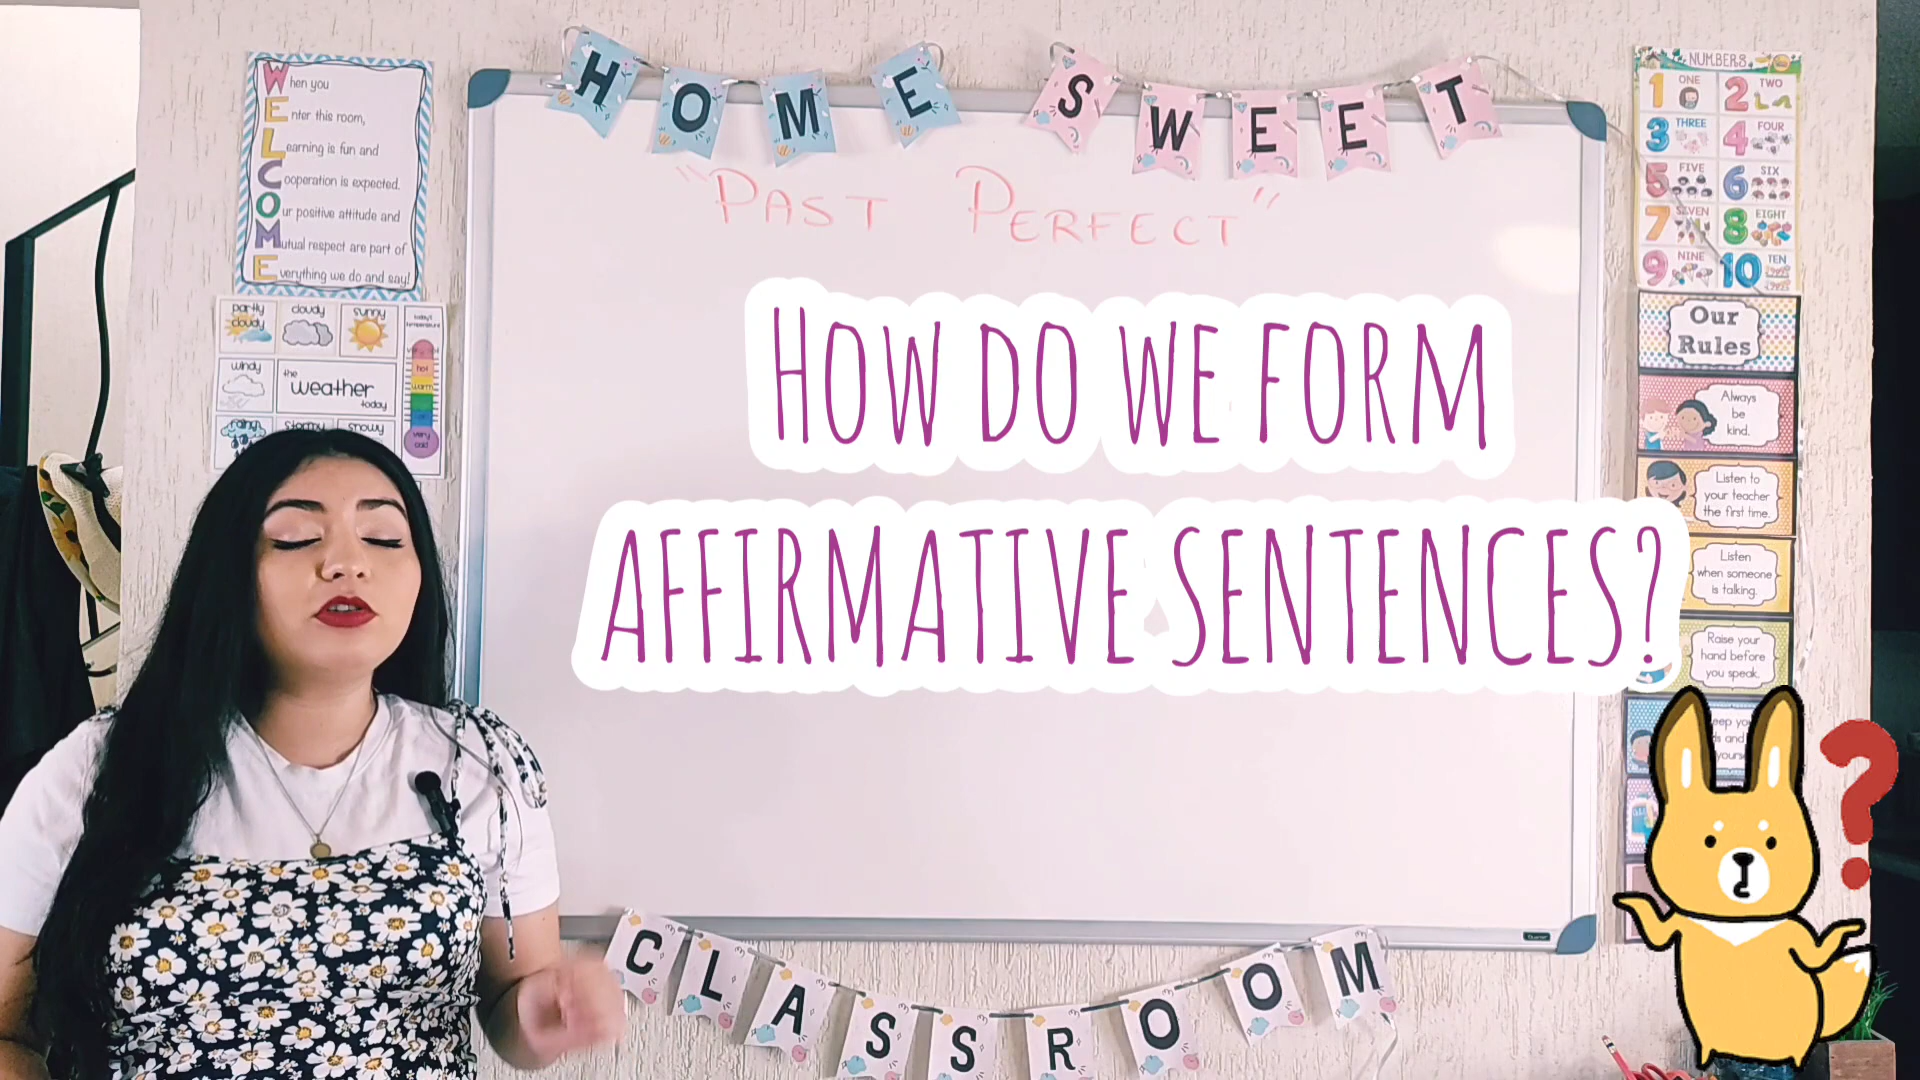 HOME SWEET
"PAST PERFECT"
HOW DO WE FORM
AFFIRMATIVE SENTENCES?
CLASSROOM
When you
Enter this room,
Learning is fun and
Cooperation is expected.
Our positive attitude and
Mutual respect are part of
Everything we do and say!
partly cloudy
cloudy
sunny
today's temperature
windy
the
weather
today
hot
warm
very cold
rainy
stormy
snowy
NUMBERS
1 ONE
2 TWO
3 THREE
4 FOUR
5 FIVE
6 SIX
7 SEVEN
8 EIGHT
9 NINE
10 TEN
Our
Rules
Always
be
kind.
Listen to
your teacher
the first time.
Listen
when someone
is talking.
Raise your
hand before
you speak.
?